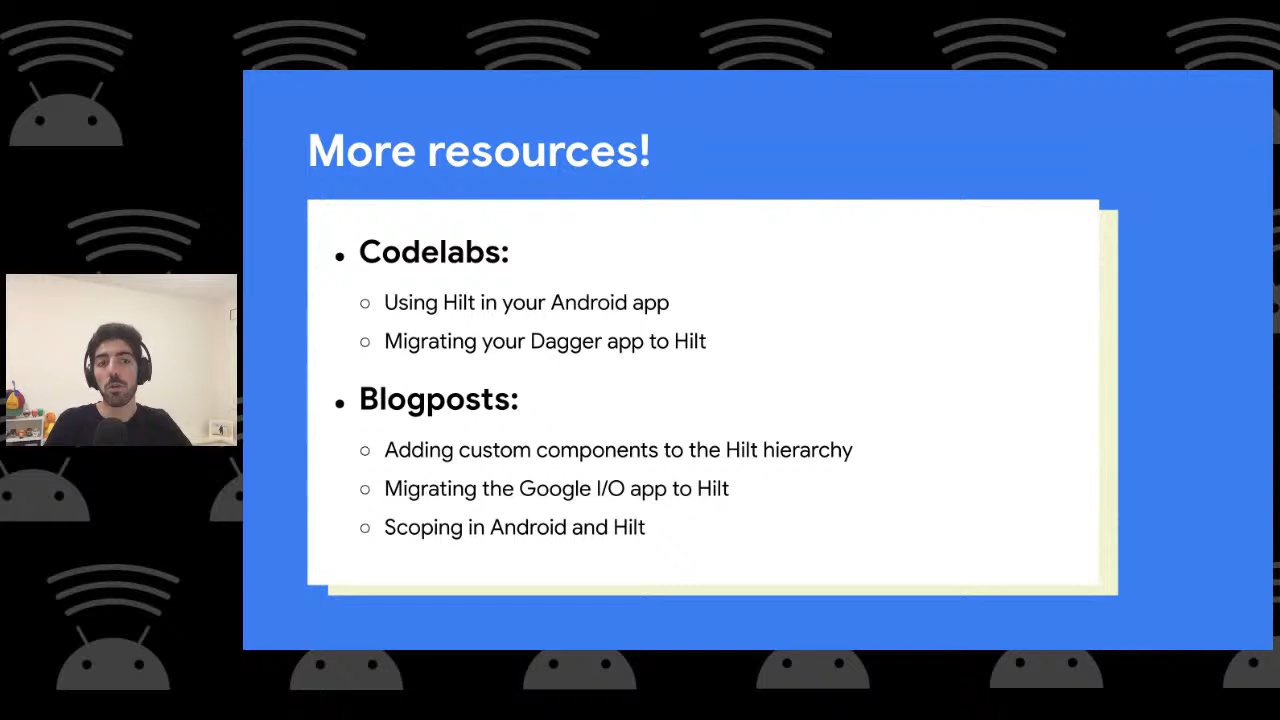 More resources!
Codelabs:
Using Hilt in your Android app
Migrating your Dagger app to Hilt
Blogposts:
Adding custom components to the Hilt hierarchy
Migrating the Google I/O app to Hilt
Scoping in Android and Hilt